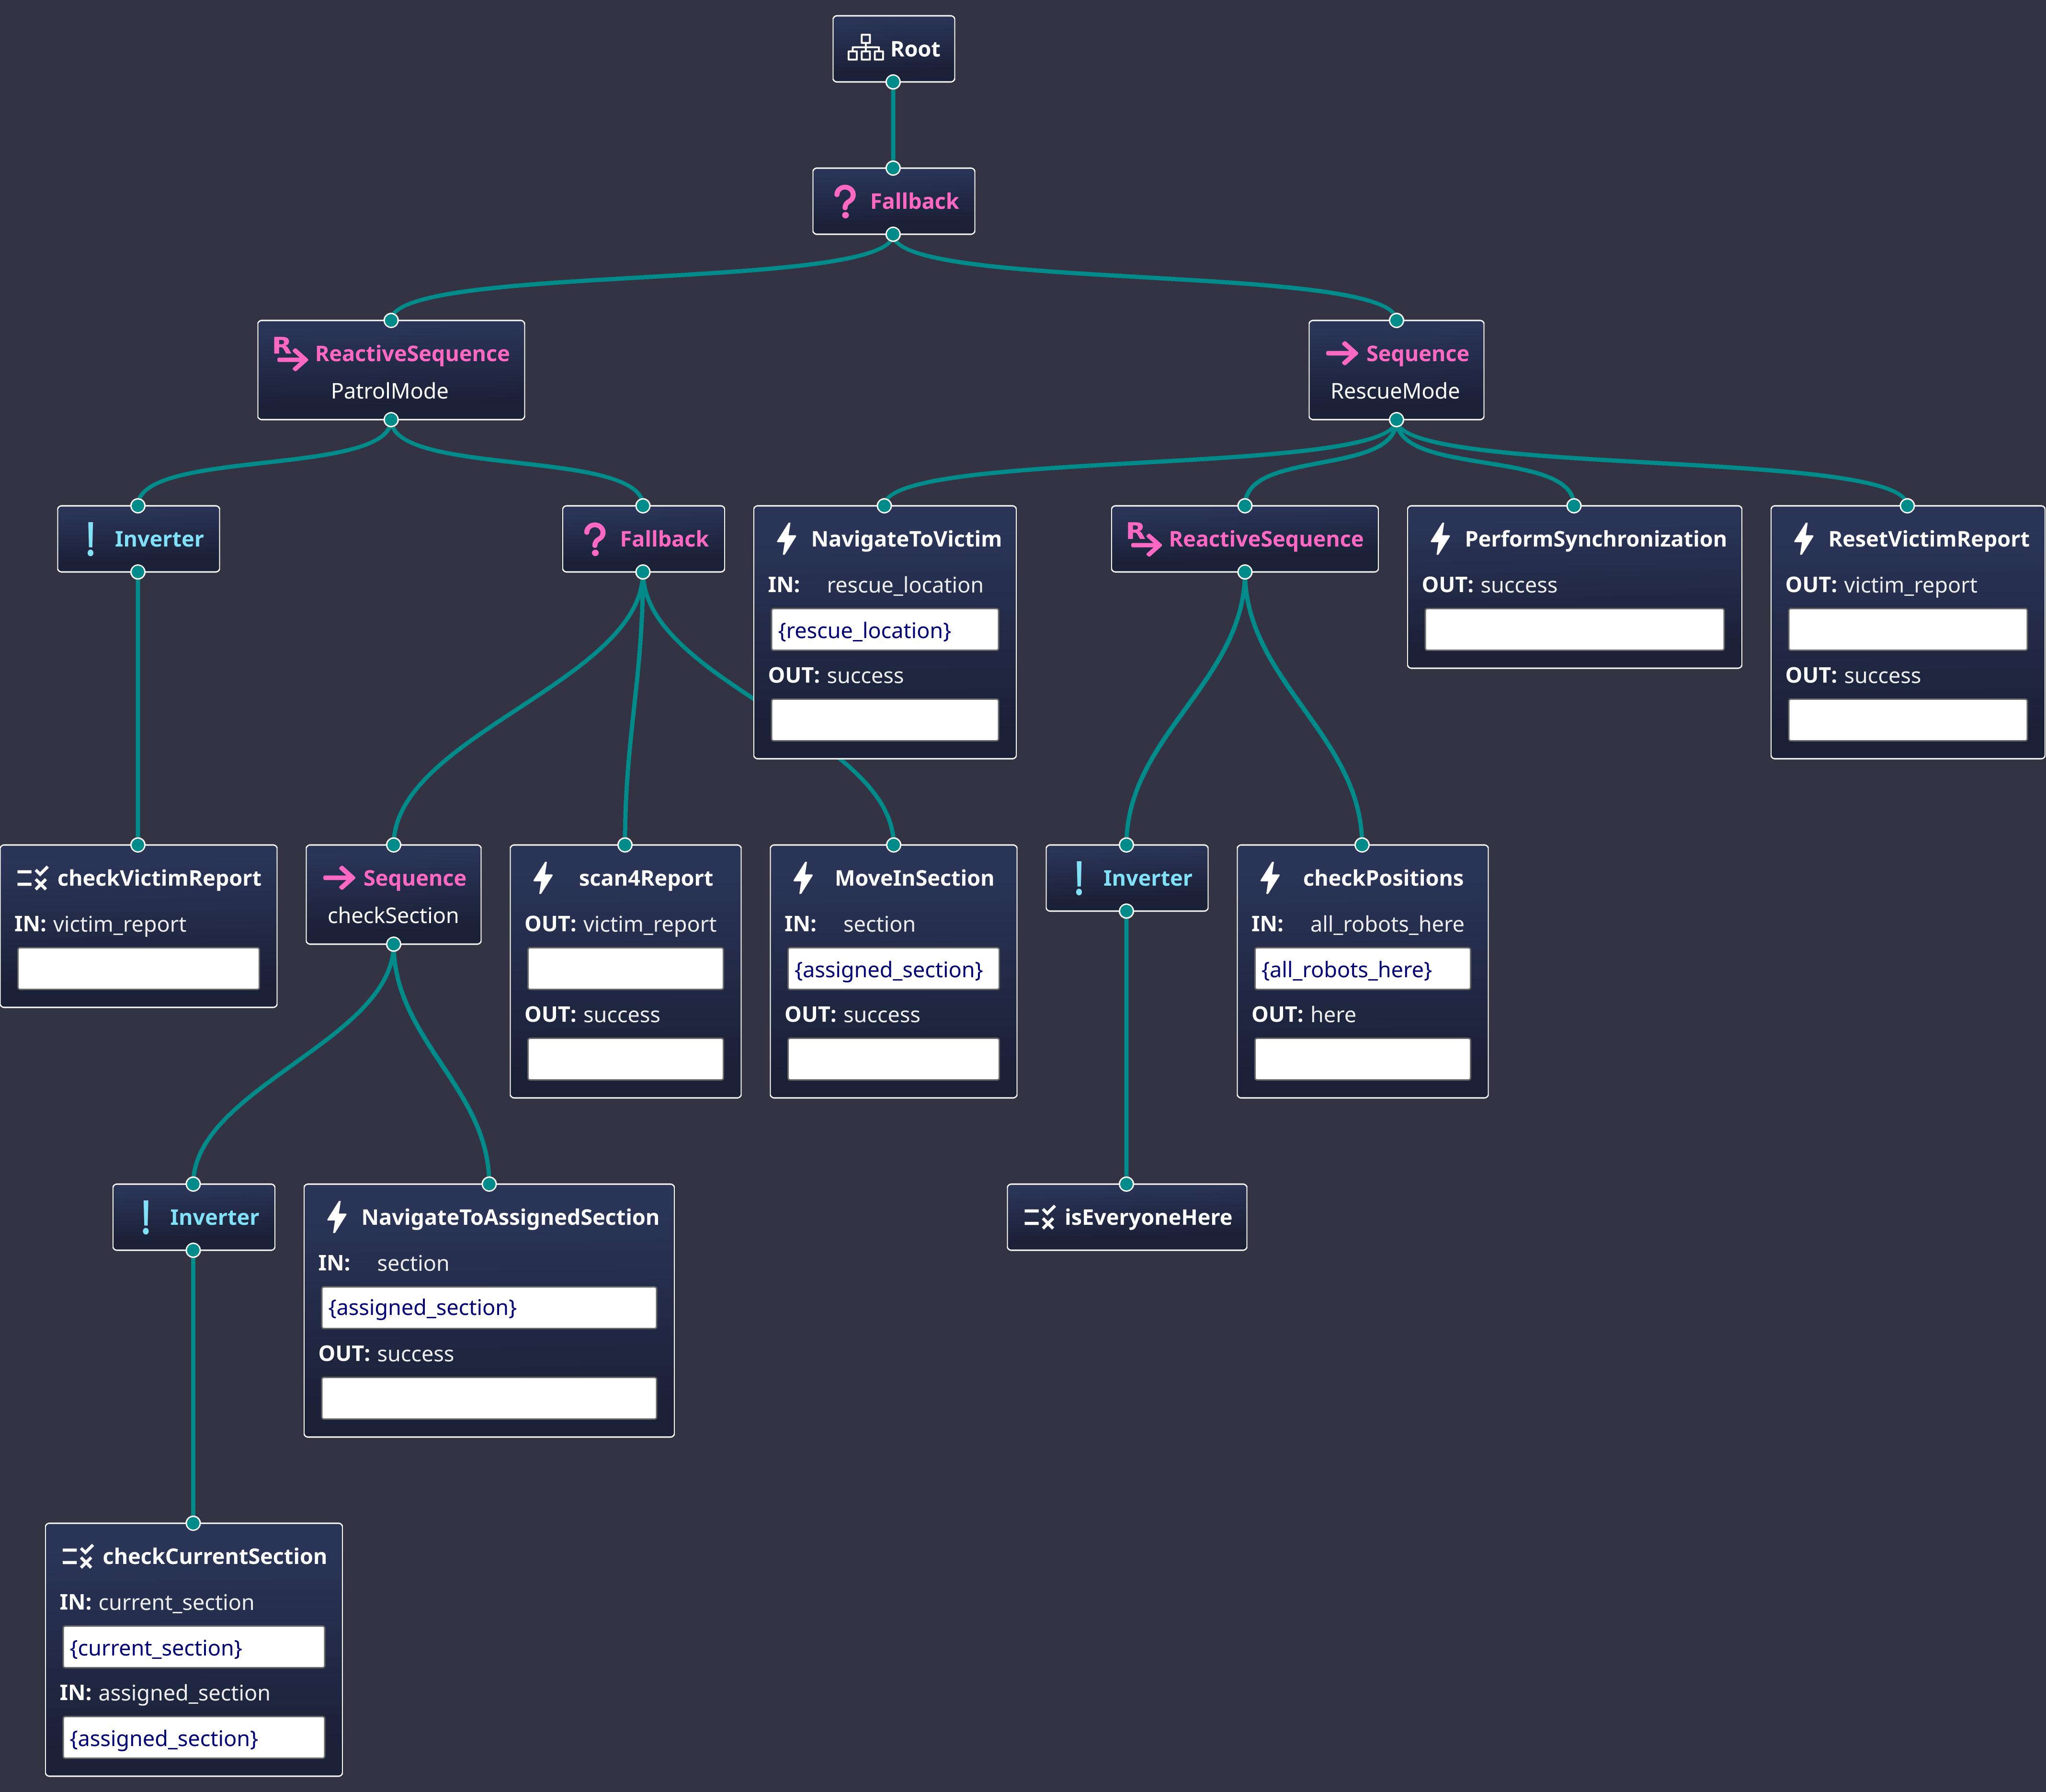 Root
Fallback
ReactiveSequence
PatrolMode
Sequence
RescueMode
Inverter
Fallback
NavigateToVictim
IN: rescue_location
{rescue_location}
OUT: success
ReactiveSequence
PerformSynchronization
OUT: success
ResetVictimReport
OUT: victim_report
OUT: success
checkVictimReport
IN: victim_report
Sequence
checkSection
scan4Report
OUT: victim_report
OUT: success
MoveInSection
IN: section
{assigned_section}
OUT: success
Inverter
checkPositions
IN: all_robots_here
{all_robots_here}
OUT: here
Inverter
NavigateToAssignedSection
IN: section
{assigned_section}
OUT: success
isEveryoneHere
checkCurrentSection
IN: current_section
{current_section}
IN: assigned_section
{assigned_section}